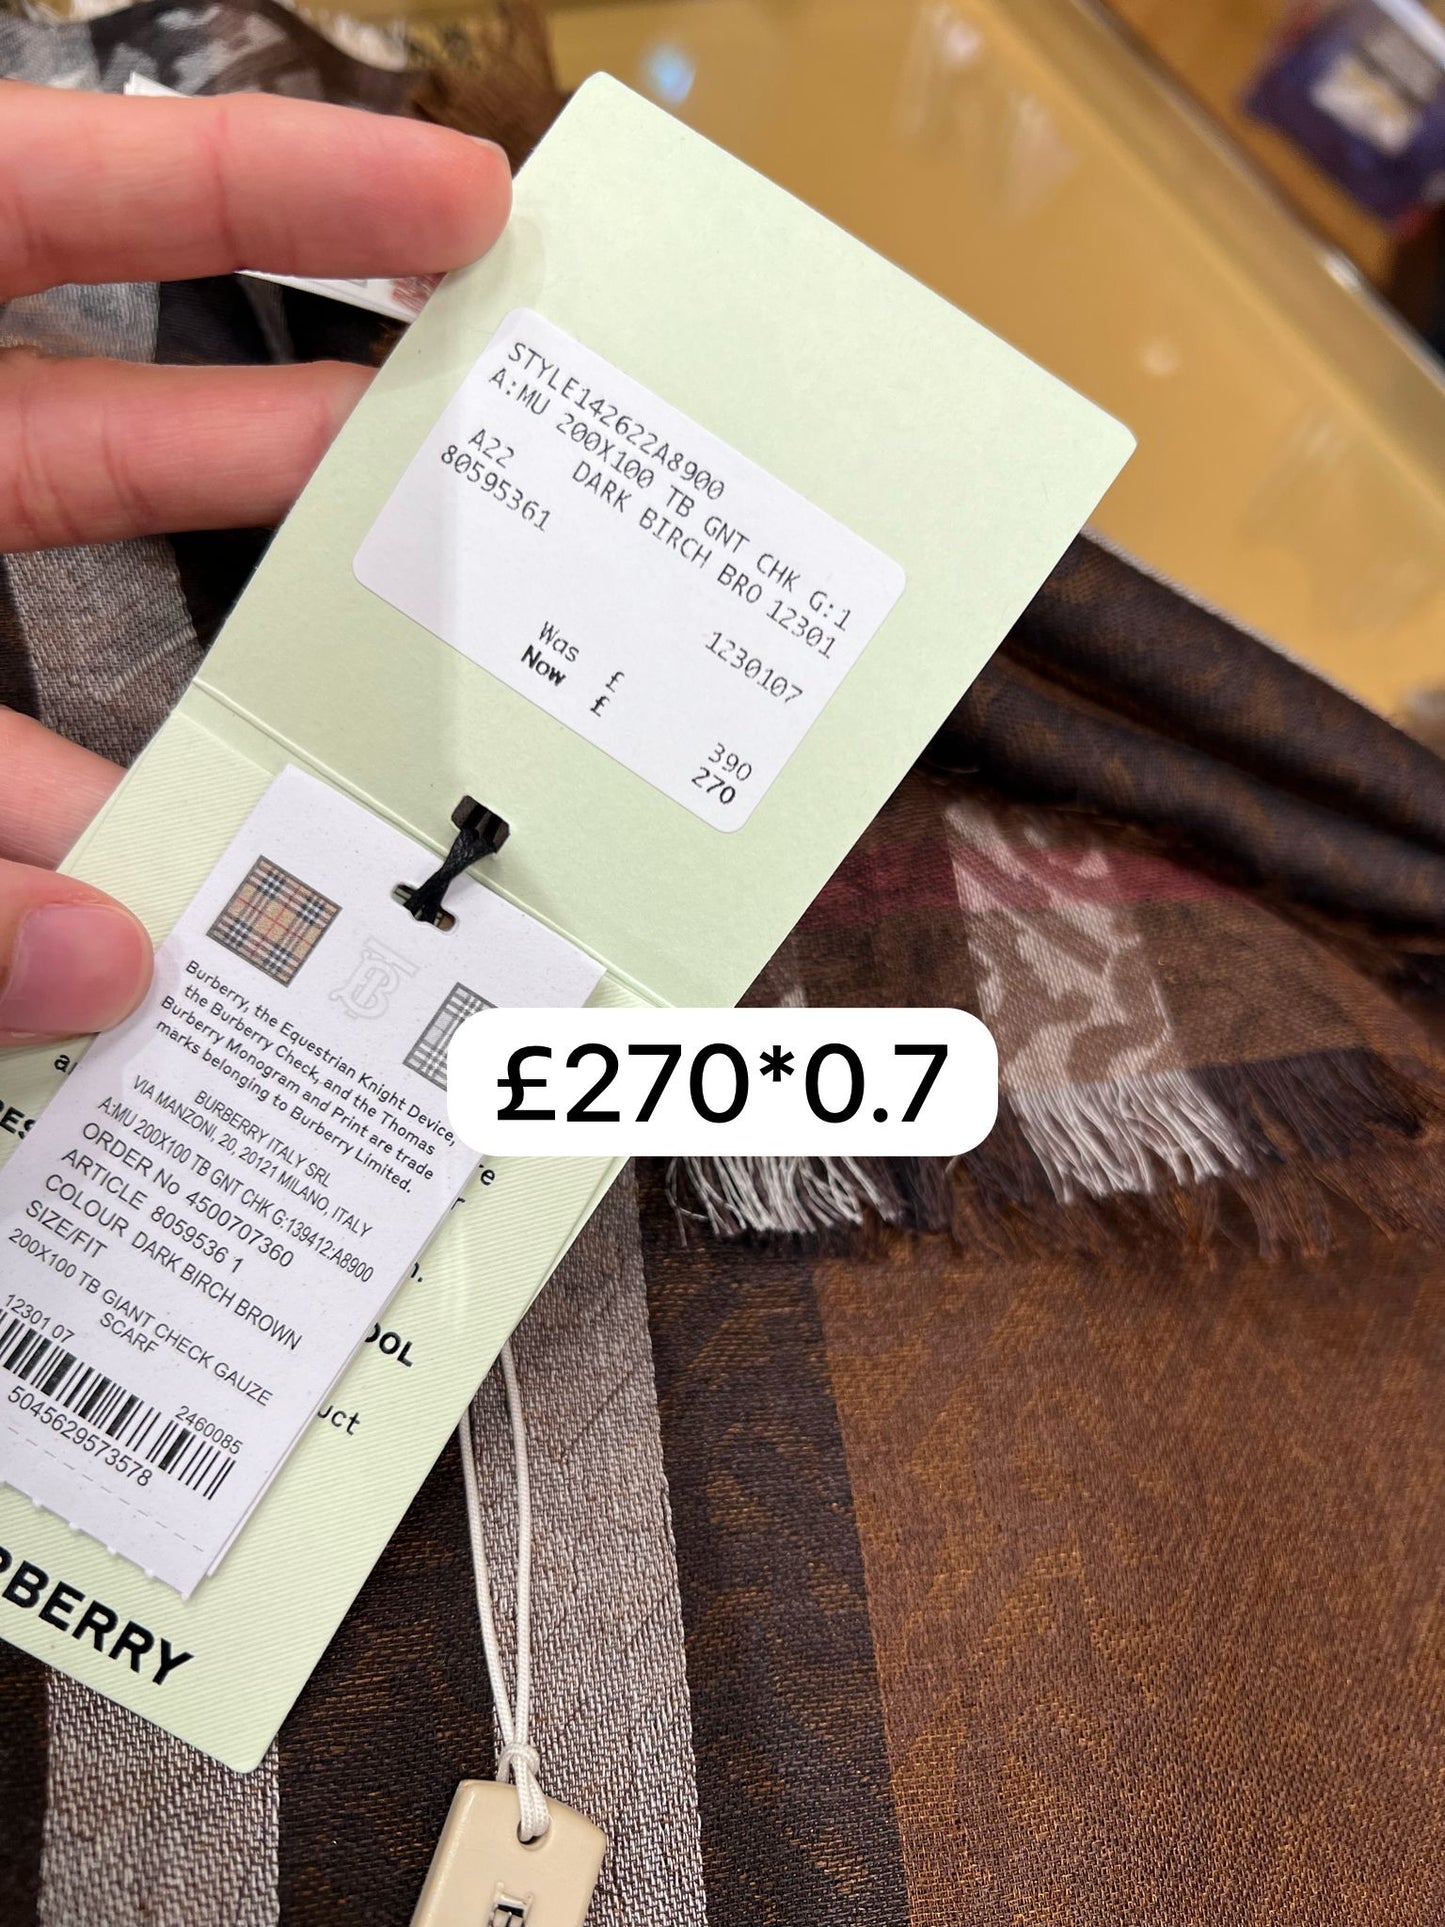 STYLE142622A8900
A:MU 200X100 TB GNT CHK G:1
A22 DARK BIRCH BRO 12301
80595361 1230107
Was £ 390
Now £ 270
Burberry, the Equestrian Knight Device,
the Burberry Check, and the Thomas
Burberry Monogram and Print are trade
marks belonging to Burberry Limited.
BURBERRY ITALY SRL
VIA MANZONI, 20, 20121 MILANO, ITALY
A:MU 200X100 TB GNT CHK G:139412:A8900
ORDER No 4500707360
ARTICLE 8059536 1
COLOUR DARK BIRCH BROWN
SIZE/FIT
200X100 TB GIANT CHECK GAUZE
SCARF
12301 07 2460085
5045629573578
£270*0.7
RBERRY